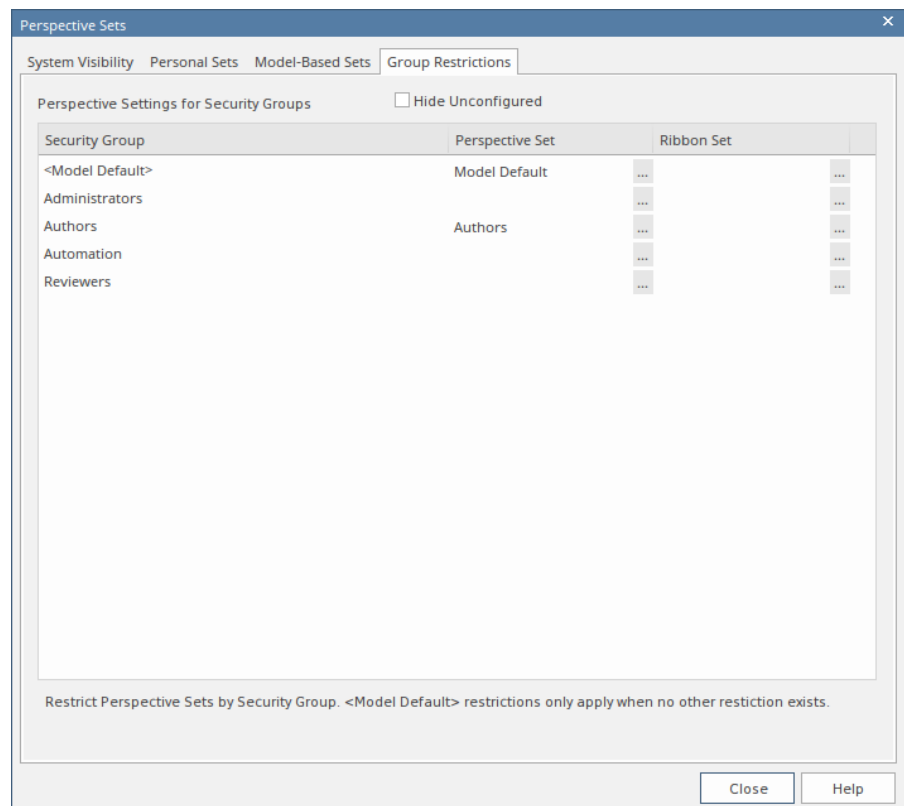 Perspective Sets
System Visibility Personal Sets Model-Based Sets Group Restrictions
Perspective Settings for Security Groups Hide Unconfigured
Security Group Perspective Set Ribbon Set
<Model Default> Model Default ... ...
Administrators ... ...
Authors Authors ... ...
Automation ... ...
Reviewers ... ...
Restrict Perspective Sets by Security Group. <Model Default> restrictions only apply when no other restiction exists.
Close Help